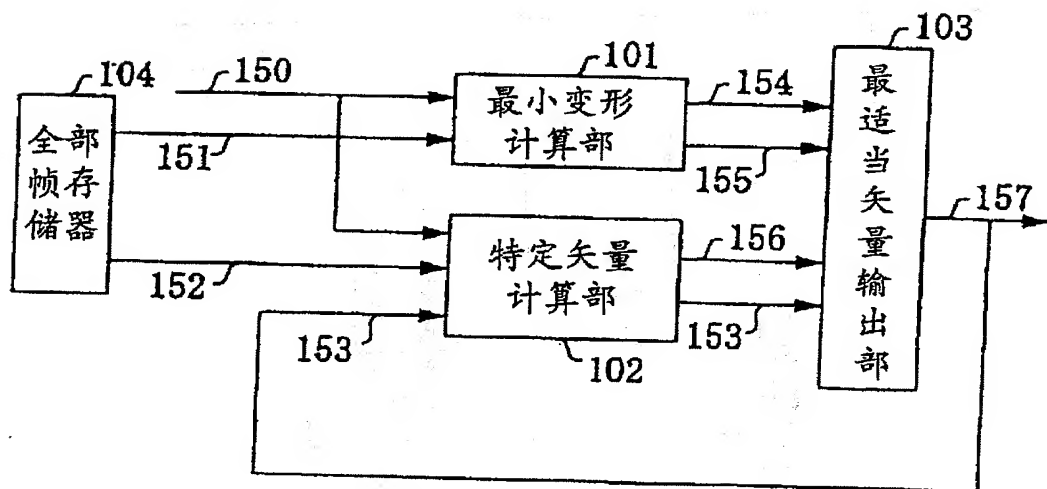 104
150
101
154
103
全部
帧存
储器
151
最小变形
计算部
155
最
适
当
矢
量
输
出
部
157
152
特定矢量
计算部
156
153
153
102